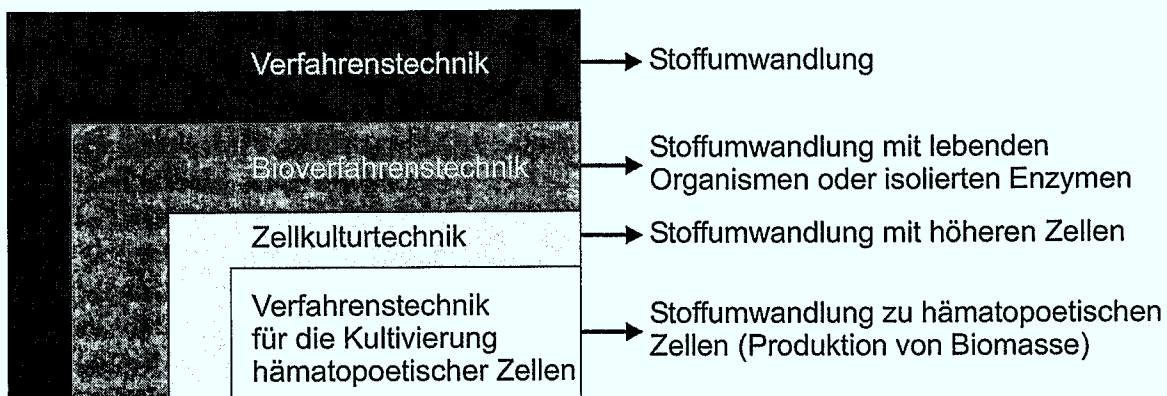 Verfahrenstechnik
Stoffumwandlung
Bioverfahrenstechnik
Stoffumwandlung mit lebenden
Organismen oder isolierten Enzymen
Zellkulturtechnik
Stoffumwandlung mit höheren Zellen
Verfahrenstechnik
für die Kultivierung
hämatopoetischer Zellen
Stoffumwandlung zu hämatopoetischen
Zellen (Produktion von Biomasse)